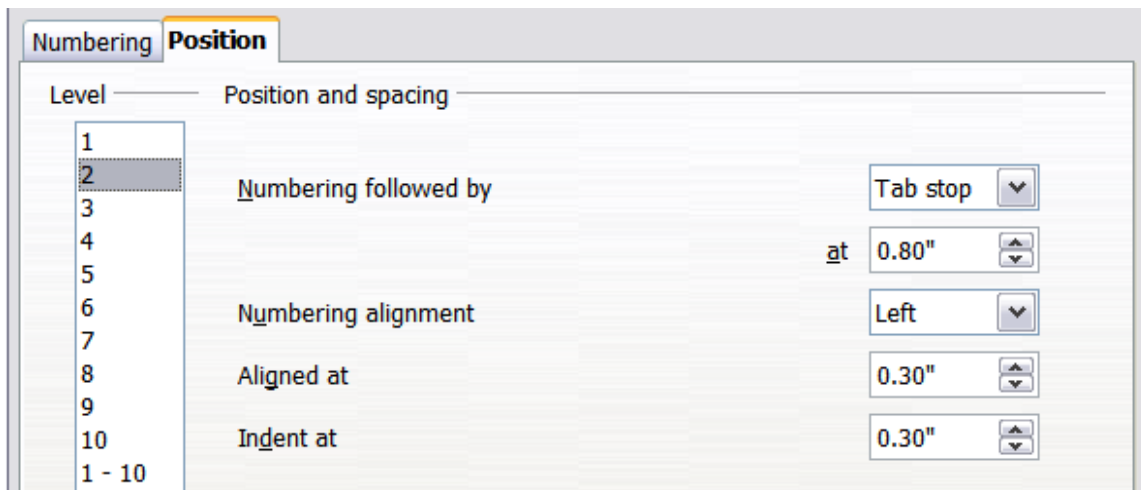 Numbering Position
Level Position and spacing
1
2
Numbering followed by Tab stop
3
4
at 0.80"
5
6
Numbering alignment Left
7
8
Aligned at 0.30"
9
10
Indent at 0.30"
1 - 10